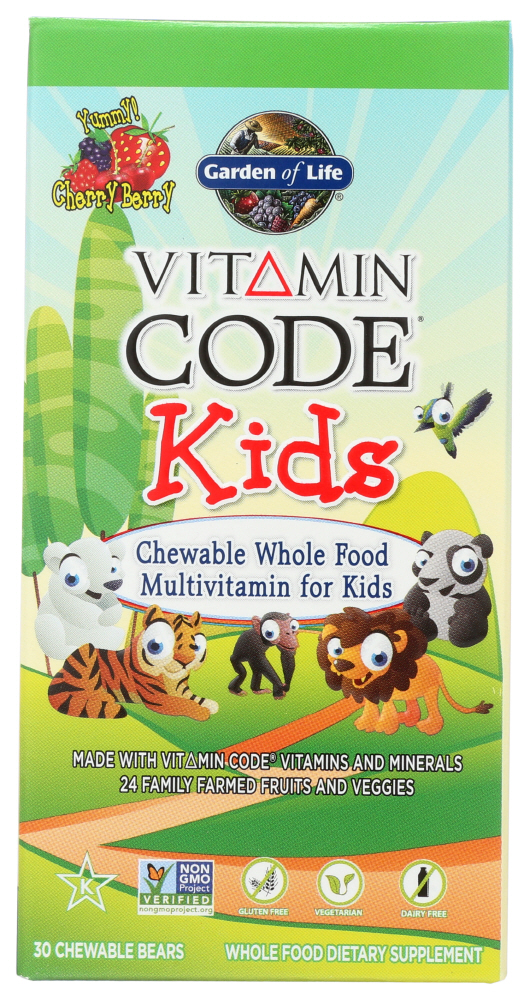 Yummy!
Cherry Berry
Garden of Life
®
VITAMIN
CODE®
Kids
Chewable Whole Food
Multivitamin for Kids
MADE WITH VITAMIN CODE® VITAMINS AND MINERALS
24 FAMILY FARMED FRUITS AND VEGGIES
K
NON
GMO
Project
VERIFIED
nongmoproject.org
GLUTEN FREE
VEGETARIAN
DAIRY FREE
30 CHEWABLE BEARS
WHOLE FOOD DIETARY SUPPLEMENT